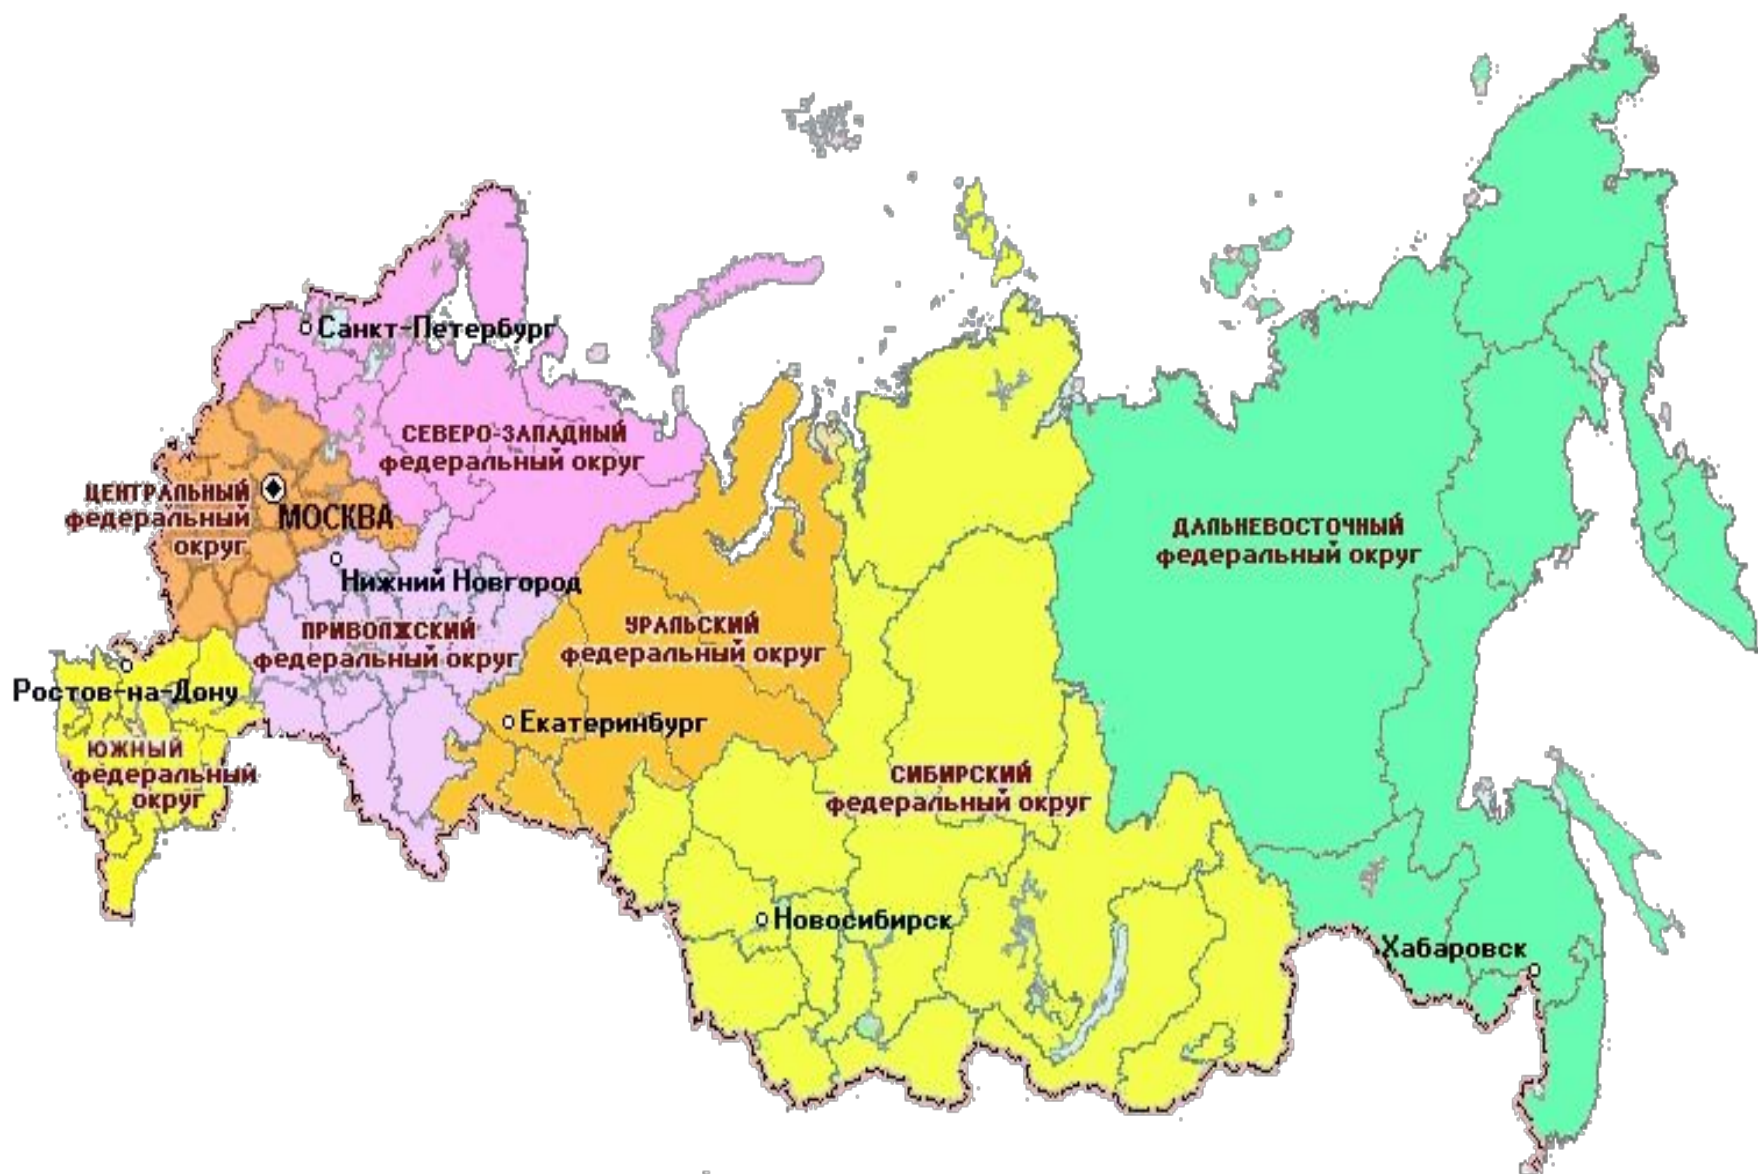 Санкт-Петербург
СЕВЕРО-ЗАПАДНЫЙ
федеральный округ
ЦЕНТРАЛЬНЫЙ
федеральный
округ
МОСКВА
Нижний Новгород
ПРИВОЛЖСКИЙ
федеральный округ
УРАЛЬСКИЙ
федеральный округ
Екатеринбург
Ростов-на-Дону
ЮЖНЫЙ
федеральный
округ
СИБИРСКИЙ
федеральный округ
Новосибирск
ДАЛЬНЕВОСТОЧНЫЙ
федеральный округ
Хабаровск